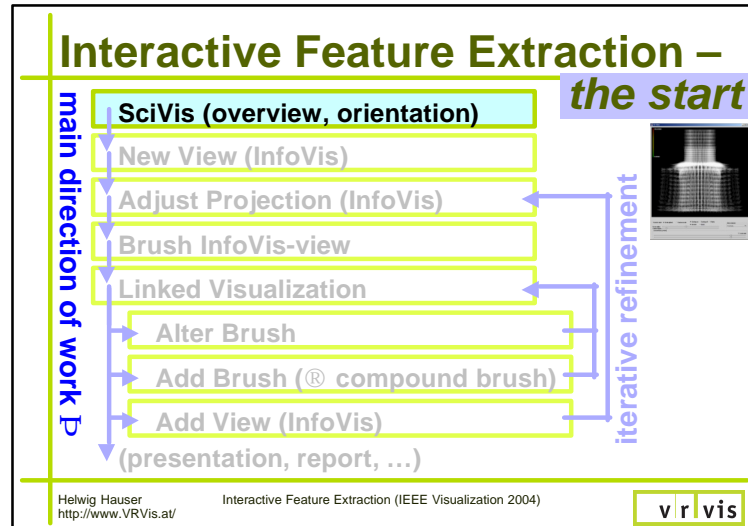 Interactive Feature Extraction –
the start
main direction of work Þ
SciVis (overview, orientation)
New View (InfoVis)
Adjust Projection (InfoVis)
Brush InfoVis-view
Linked Visualization
Alter Brush
Add Brush (® compound brush)
Add View (InfoVis)
(presentation, report, …)
iterative refinement
Helwig Hauser
http://www.VRVis.at/
Interactive Feature Extraction (IEEE Visualization 2004)
vr vis